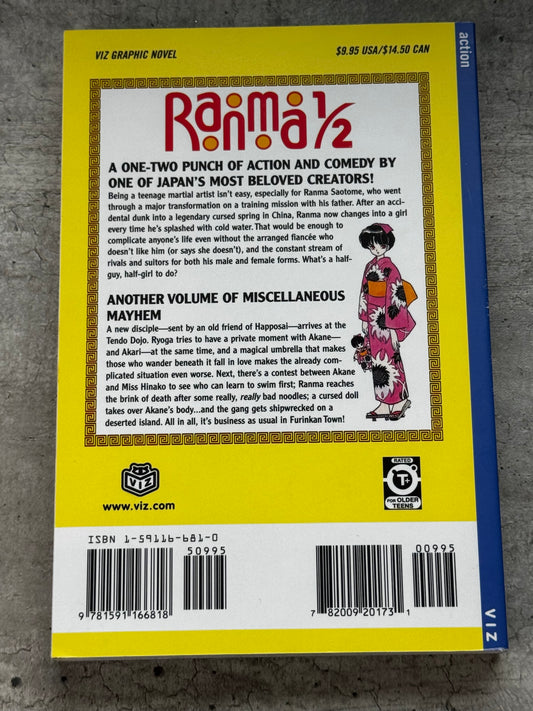 VIZ GRAPHIC NOVEL
$9.95 USA/$14.50 CAN
action
Ranma 1/2
A ONE-TWO PUNCH OF ACTION AND COMEDY BY
ONE OF JAPAN'S MOST BELOVED CREATORS!
Being a teenage martial artist isn't easy, especially for Ranma Saotome, who went
through a major transformation on a training mission with his father. After an acci-
dental dunk into a legendary cursed spring in China, Ranma now changes into a girl
every time he's splashed with cold water. That would be enough to
complicate anyone's life even without the arranged fiancée who
doesn't like him (or says she doesn't), and the constant stream of
rivals and suitors for both his male and female forms. What's a half-
guy, half-girl to do?
ANOTHER VOLUME OF MISCELLANEOUS
MAYHEM
A new disciple—sent by an old friend of Happosai—arrives at the
Tendo Dojo. Ryoga tries to have a private moment with Akane—
and Akari—at the same time, and a magical umbrella that makes
those who wander beneath it fall in love makes the already com-
plicated situation even worse. Next, there's a contest between Akane
and Miss Hinako to see who can learn to swim first; Ranma reaches
the brink of death after some really, really bad noodles; a cursed doll
takes over Akane's body...and the gang gets shipwrecked on a
deserted island. All in all, it's business as usual in Furinkan Town!
VIZ
www.viz.com
RATED
T+
FOR OLDER
TEENS
ISBN 1-59116-681-0
50995
00995
9 781591 166818
7 82009 20173 1
VIZ